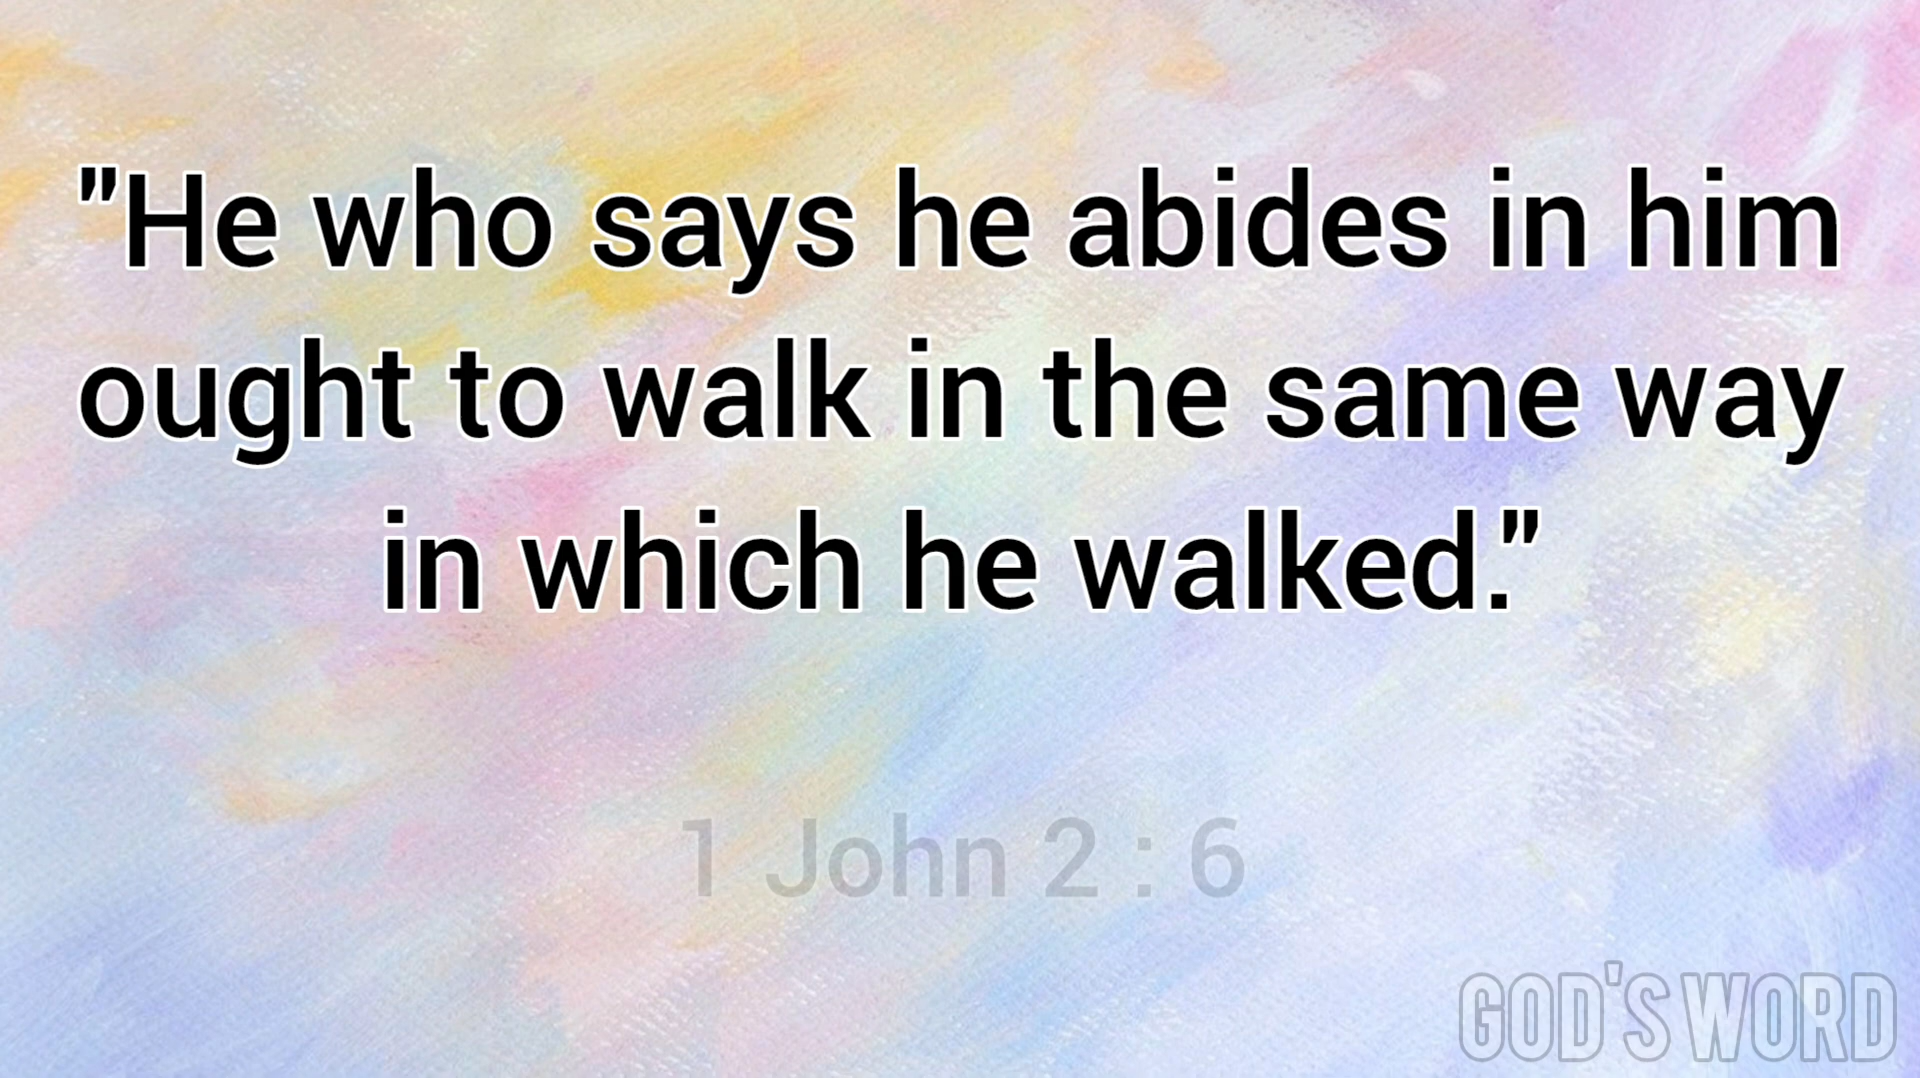 "He who says he abides in him
ought to walk in the same way
in which he walked."
1 John 2 : 6
GOD'S WORD